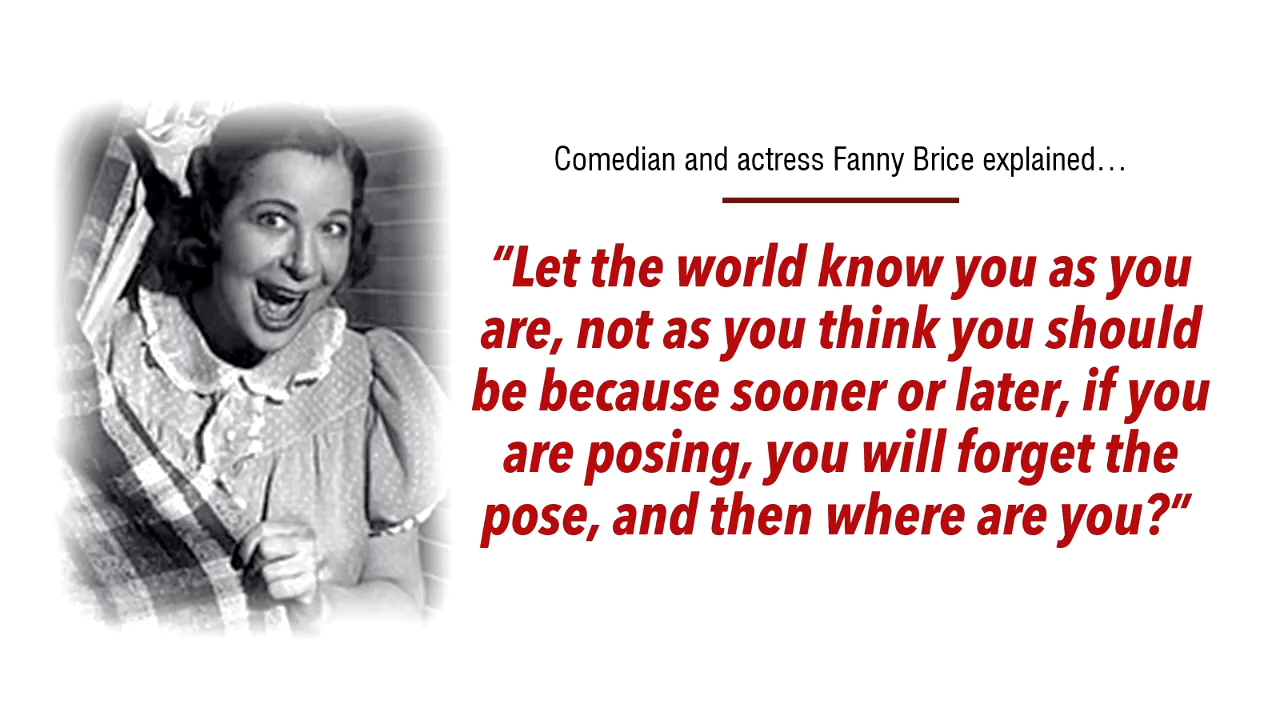 Comedian and actress Fanny Brice explained…
“Let the world know you as you
are, not as you think you should
be because sooner or later, if you
are posing, you will forget the
pose, and then where are you?”